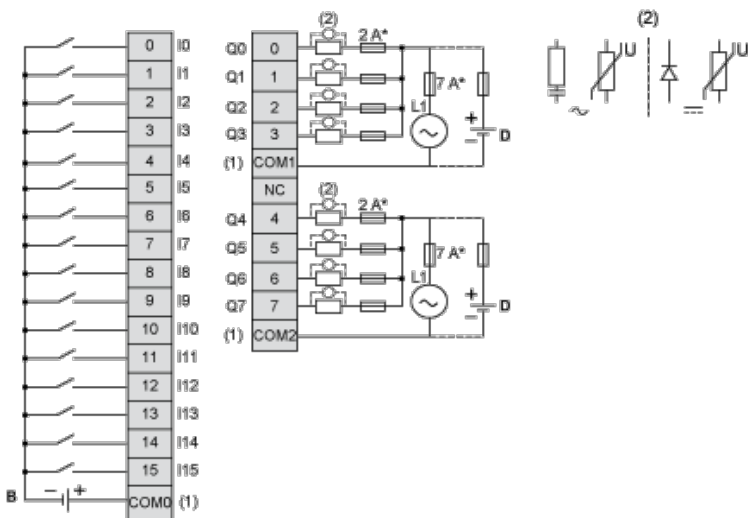 0 I0
1 I1
2 I2
3 I3
4 I4
5 I5
6 I6
7 I7
8 I8
9 I9
10 I10
11 I11
12 I12
13 I13
14 I14
15 I15
B − + COM0 (1)
(2)
Q0 0 2 A*
Q1 1 7 A*
Q2 2 L1
Q3 3 + − D
(1) COM1
NC
(2)
Q4 4 2 A*
Q5 5 7 A*
Q6 6 L1
Q7 7 + − D
(1) COM2
(2)
IU IU